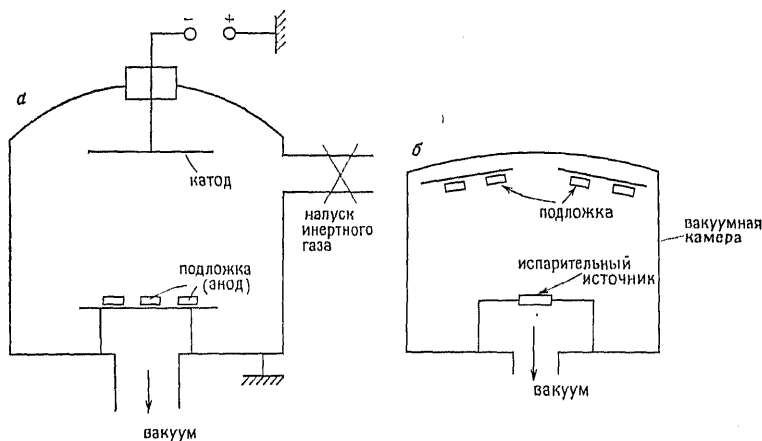 - +
а
катод
напуск
инертного
газа
подложка
(анод)
вакуум
б
подложка
вакуумная
камера
испарительный
источник
вакуум